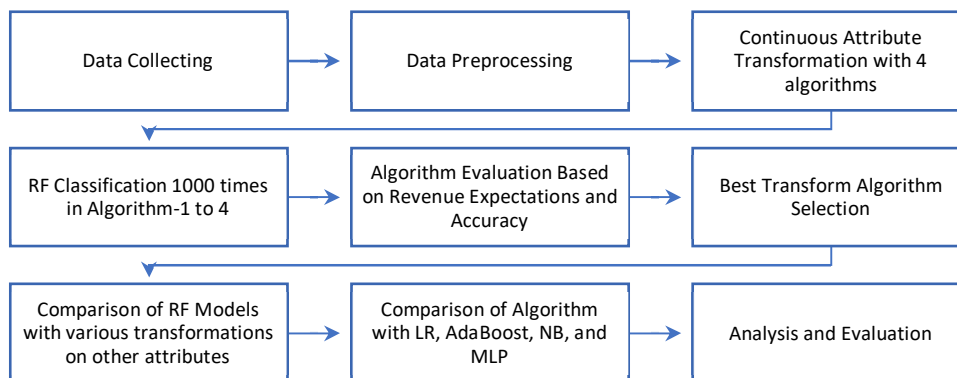 Data Collecting
Data Preprocessing
Continuous Attribute
Transformation with 4
algorithms
RF Classification 1000 times
in Algorithm-1 to 4
Algorithm Evaluation Based
on Revenue Expectations and
Accuracy
Best Transform Algorithm
Selection
Comparison of RF Models
with various transformations
on other attributes
Comparison of Algorithm
with LR, AdaBoost, NB, and
MLP
Analysis and Evaluation